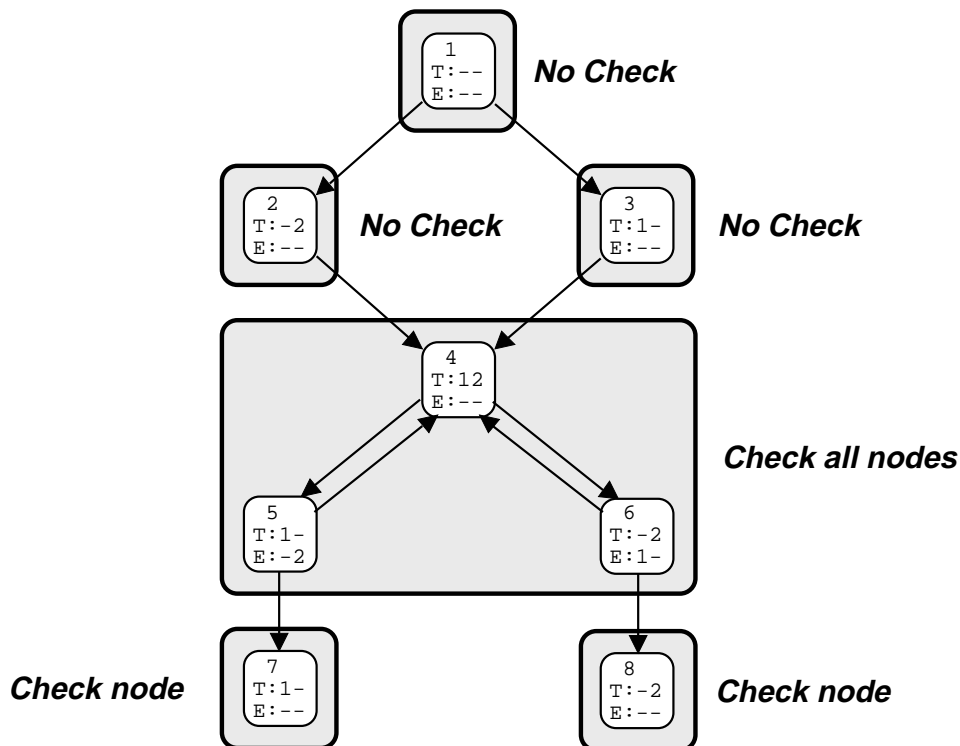 1
T:--
E:--
No Check
2
T:-2
E:--
No Check
3
T:1-
E:--
No Check
4
T:12
E:--
Check all nodes
5
T:1-
E:-2
6
T:-2
E:1-
Check node
7
T:1-
E:--
8
T:-2
E:--
Check node